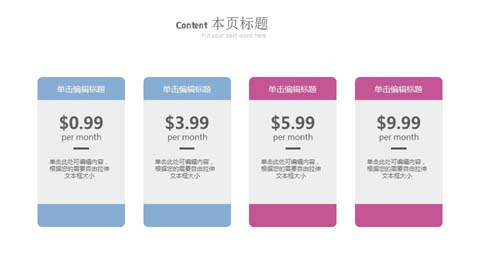 Content 本页标题
Put your best word here
单击编辑标题
$0.99
per month
单击此处可编辑内容，
根据您的需要自由拉伸
文本框大小
单击编辑标题
$3.99
per month
单击此处可编辑内容，
根据您的需要自由拉伸
文本框大小
单击编辑标题
$5.99
per month
单击此处可编辑内容，
根据您的需要自由拉伸
文本框大小
单击编辑标题
$9.99
per month
单击此处可编辑内容，
根据您的需要自由拉伸
文本框大小